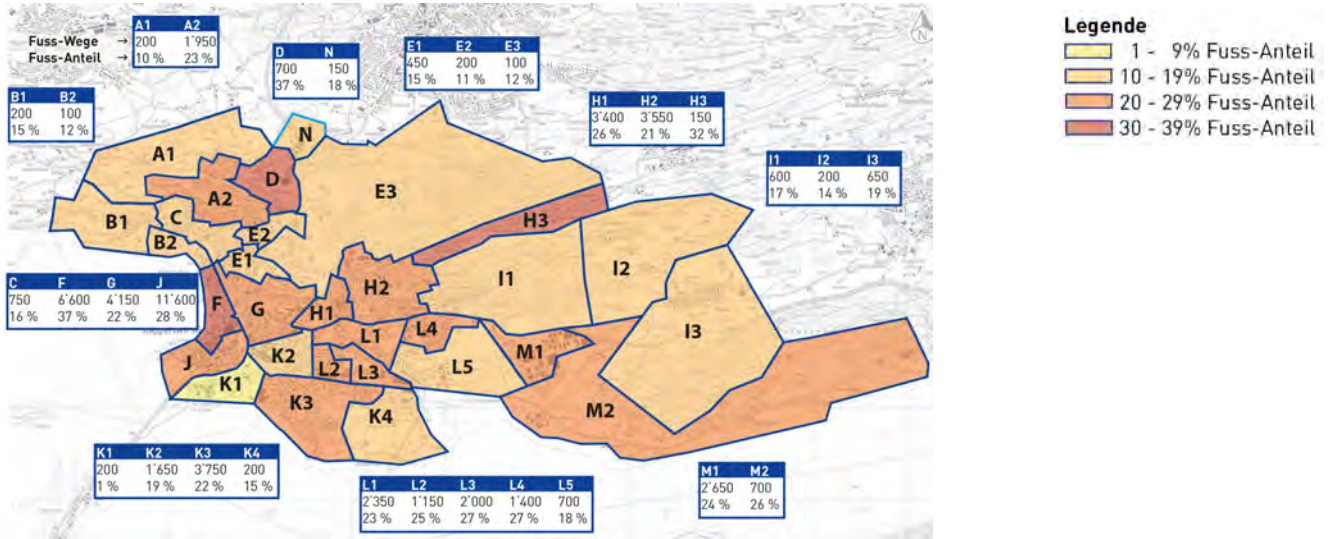 A1 A2
Fuss-Wege → 200 1'950
Fuss-Anteil → 10 % 23 %
D N
700 150
37 % 18 %
E1 E2 E3
450 200 100
15 % 11 % 12 %
B1 B2
200 100
15 % 12 %
H1 H2 H3
3'400 3'550 150
26 % 21 % 32 %
I1 I2 I3
600 200 650
17 % 14 % 19 %
Legende
1 - 9% Fuss-Anteil
10 - 19% Fuss-Anteil
20 - 29% Fuss-Anteil
30 - 39% Fuss-Anteil
N
A1
D
A2
E3
B1
C
H3
E2
B2
E1
I2
I1
H2
C F G J
750 6'600 4'150 11'600
16 % 37 % 22 % 28 %
F
G
H1
I3
L4
L1
M1
J
K2
L5
L2
L3
K1
K3
M2
K4
K1 K2 K3 K4
200 1'650 3'750 200
1 % 19 % 22 % 15 %
L1 L2 L3 L4 L5
2'350 1'150 2'000 1'400 700
23 % 25 % 27 % 27 % 18 %
M1 M2
2'650 700
24 % 26 %